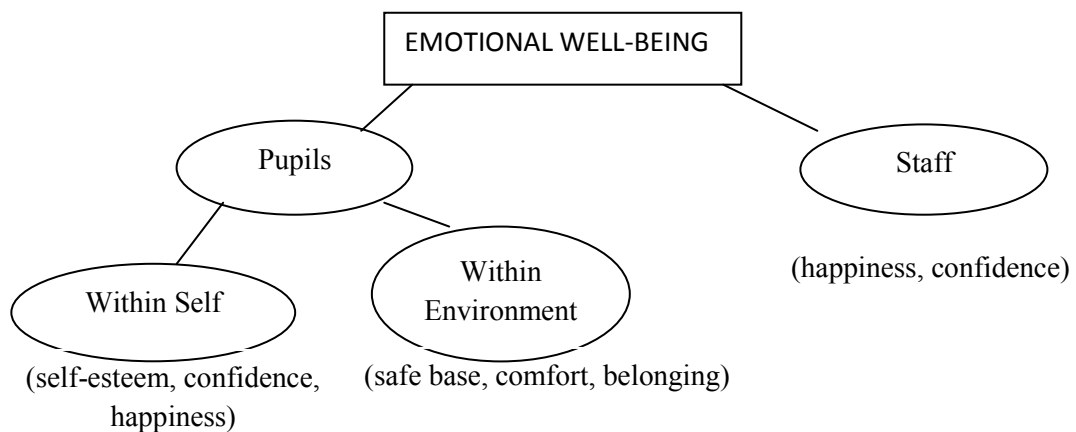 EMOTIONAL WELL-BEING
Pupils
Staff
Within Self
Within
Environment
(happiness, confidence)
(self-esteem, confidence,
happiness)
(safe base, comfort, belonging)